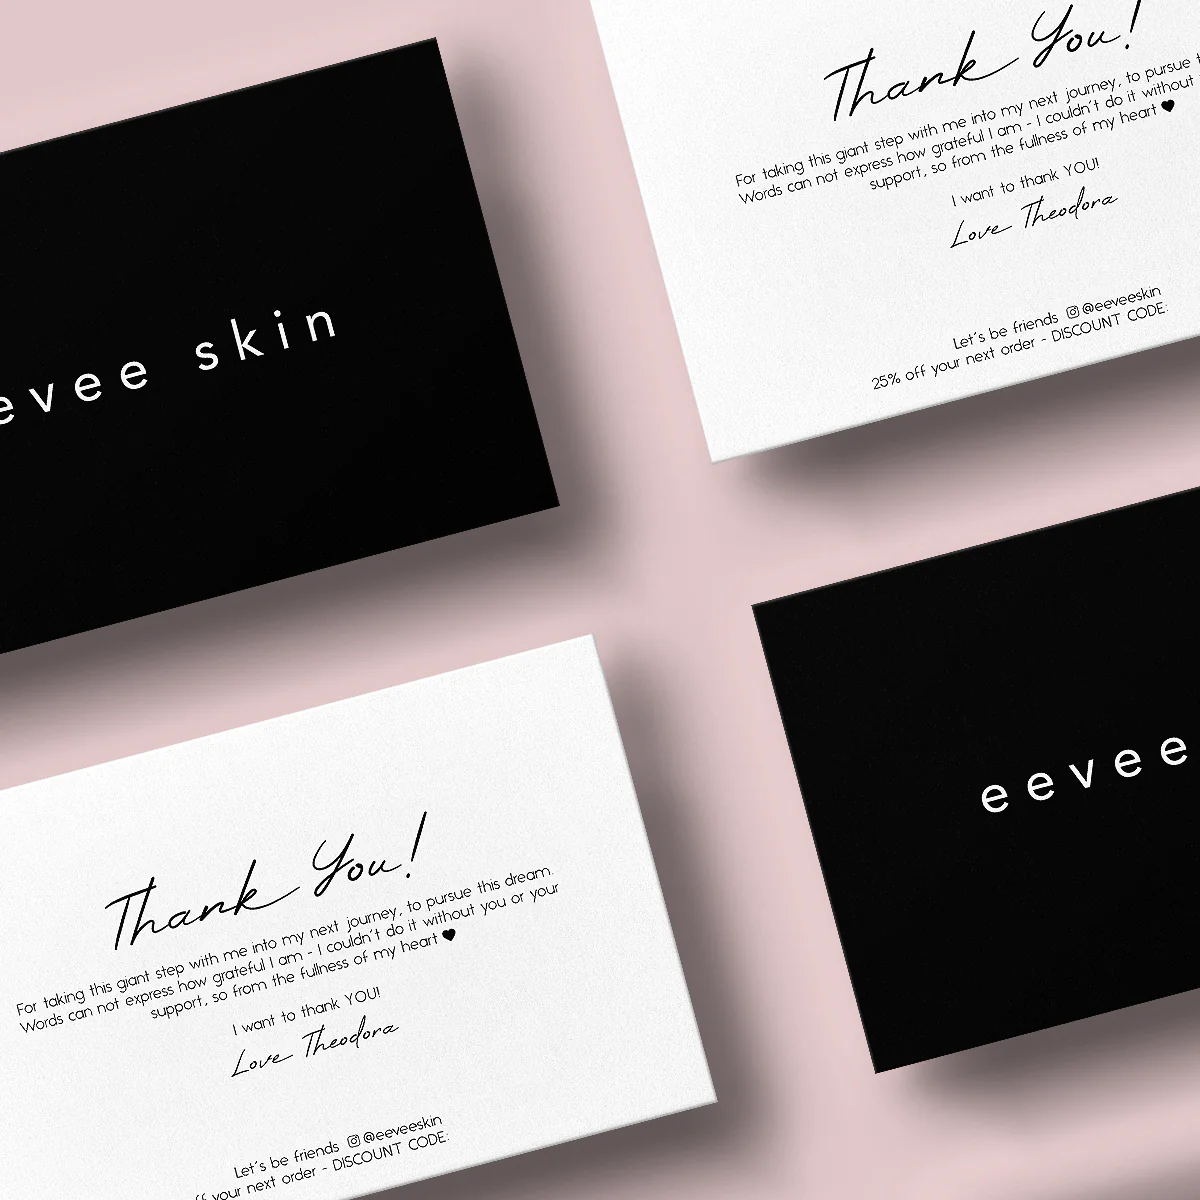 evee skin
Thank You!
For taking this giant step with me into my next journey, to pursue
Words can not express how grateful I am - I couldn't do it without
support, so from the fullness of my heart ♥
I want to thank YOU!
Love Theodora
Let's be friends @eeveeskin
25% off your next order - DISCOUNT CODE:
eevee
Thank You!
For taking this giant step with me into my next journey, to pursue this dream.
Words can not express how grateful I am - I couldn't do it without you or your
support, so from the fullness of my heart ♥
I want to thank YOU!
Love Theodora
Let's be friends @eeveeskin
your next order - DISCOUNT CODE: